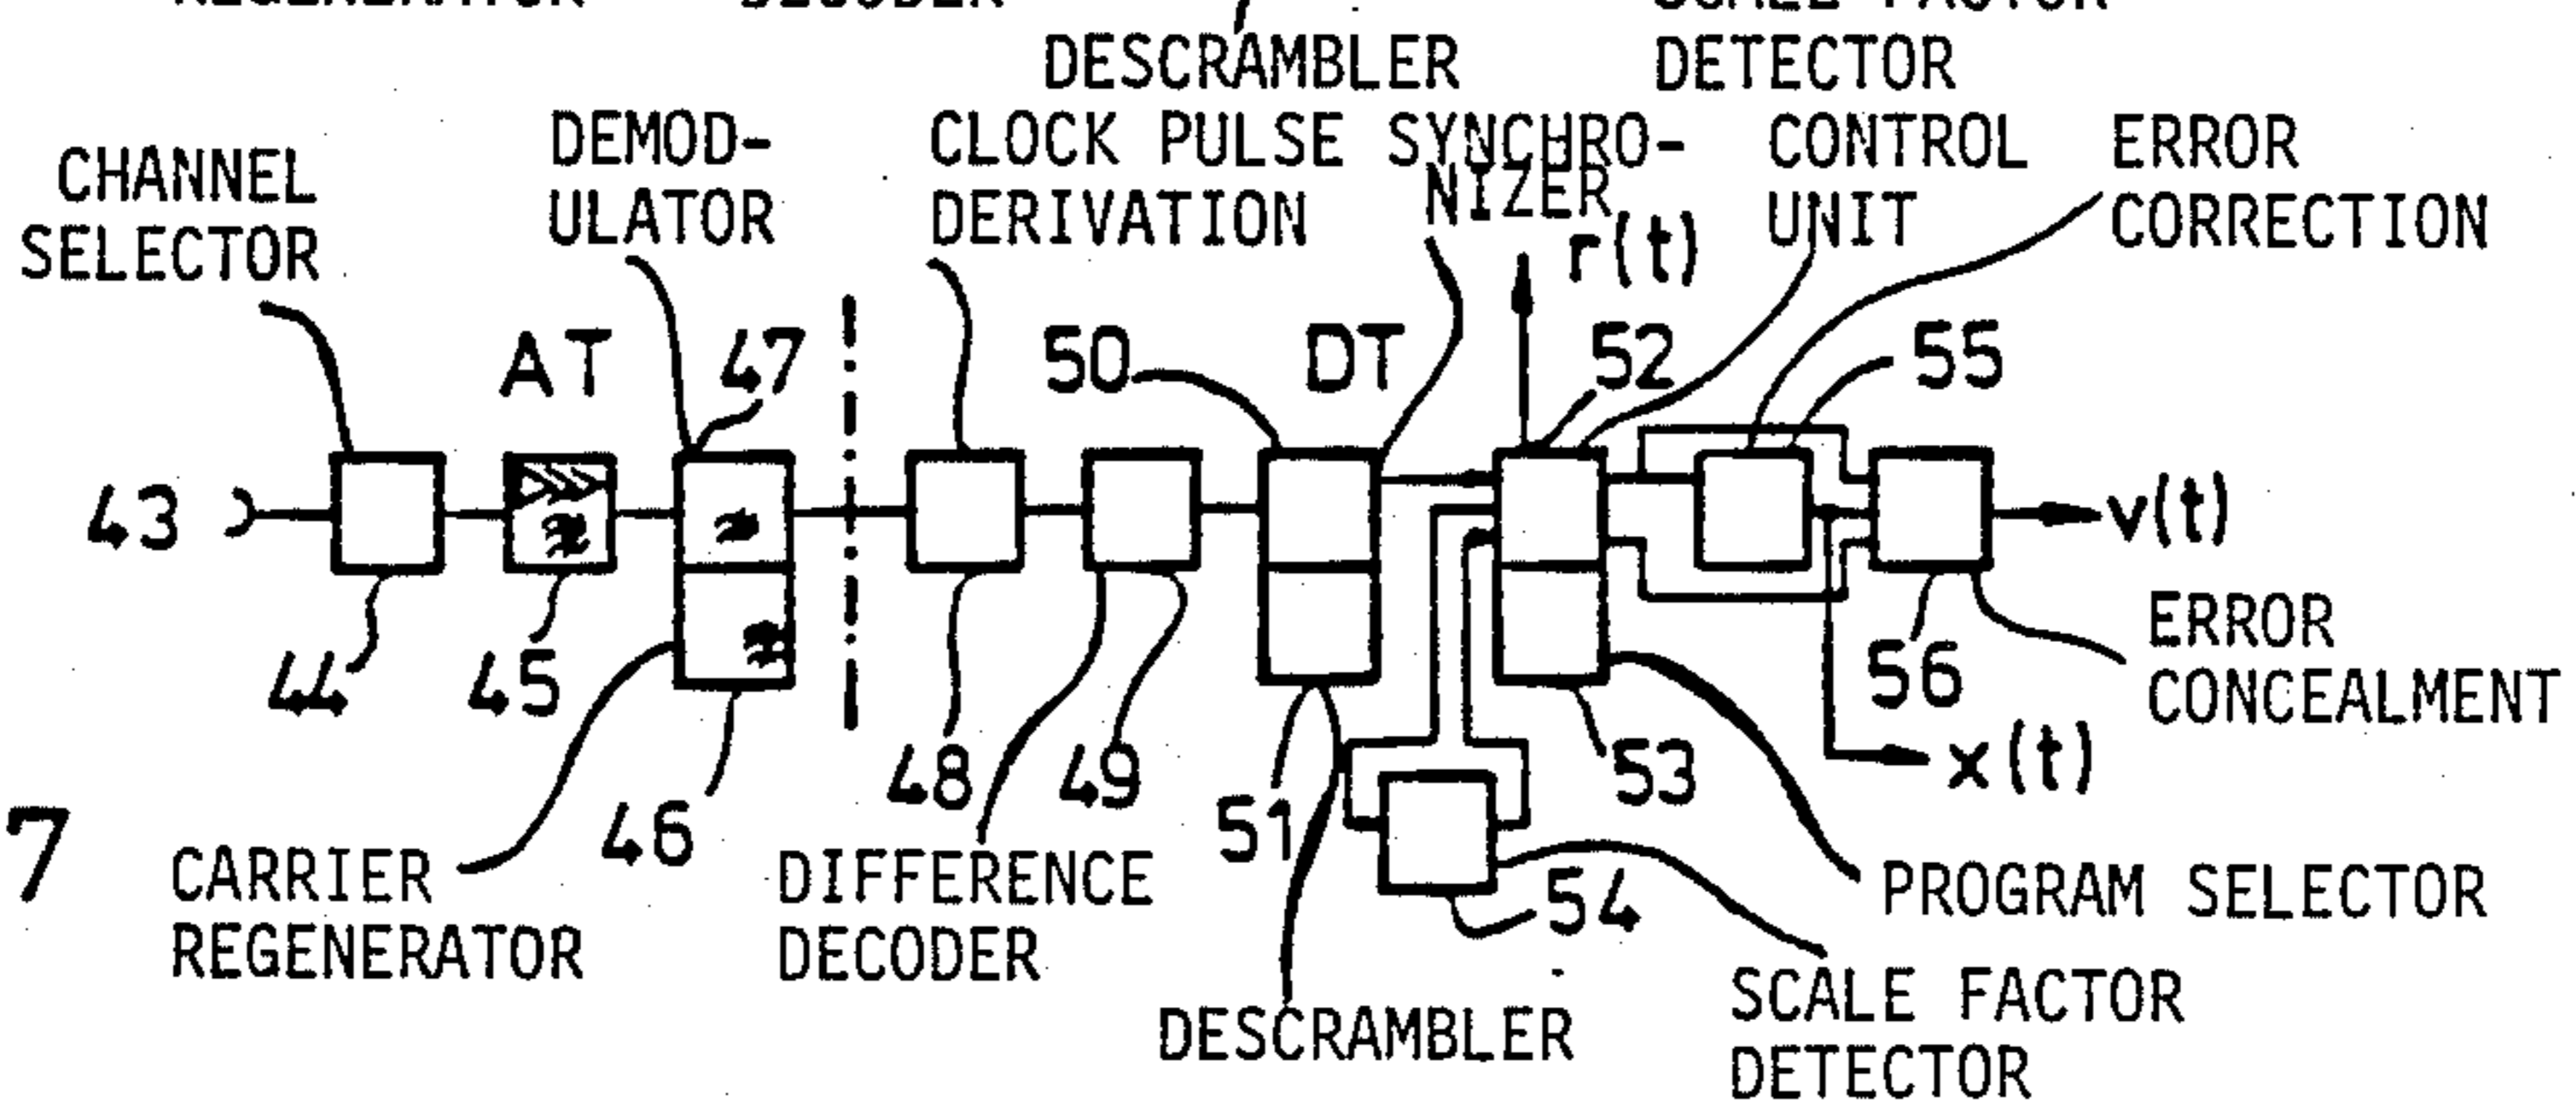 DESCRAMBLER
DETECTOR
CHANNEL
SELECTOR
DEMOD-
ULATOR
CLOCK PULSE
DERIVATION
SYNCHRO-
NIZER
CONTROL
UNIT
ERROR
CORRECTION
r(t)
AT
47
50
DT
52
55
43
v(t)
44
45
46
48
49
51
53
54
56
ERROR
CONCEALMENT
x(t)
7
CARRIER
REGENERATOR
DIFFERENCE
DECODER
DESCRAMBLER
PROGRAM SELECTOR
SCALE FACTOR
DETECTOR